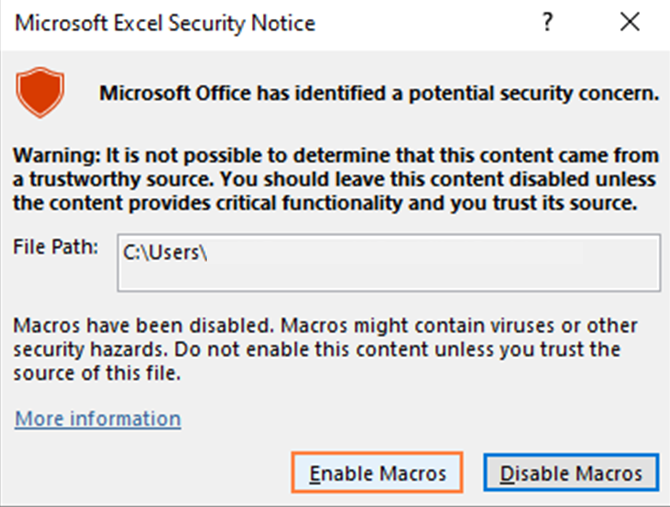 Microsoft Excel Security Notice ? X
Microsoft Office has identified a potential security concern.
Warning: It is not possible to determine that this content came from
a trustworthy source. You should leave this content disabled unless
the content provides critical functionality and you trust its source.
File Path: C:\Users\
Macros have been disabled. Macros might contain viruses or other
security hazards. Do not enable this content unless you trust the
source of this file.
More information
Enable Macros Disable Macros